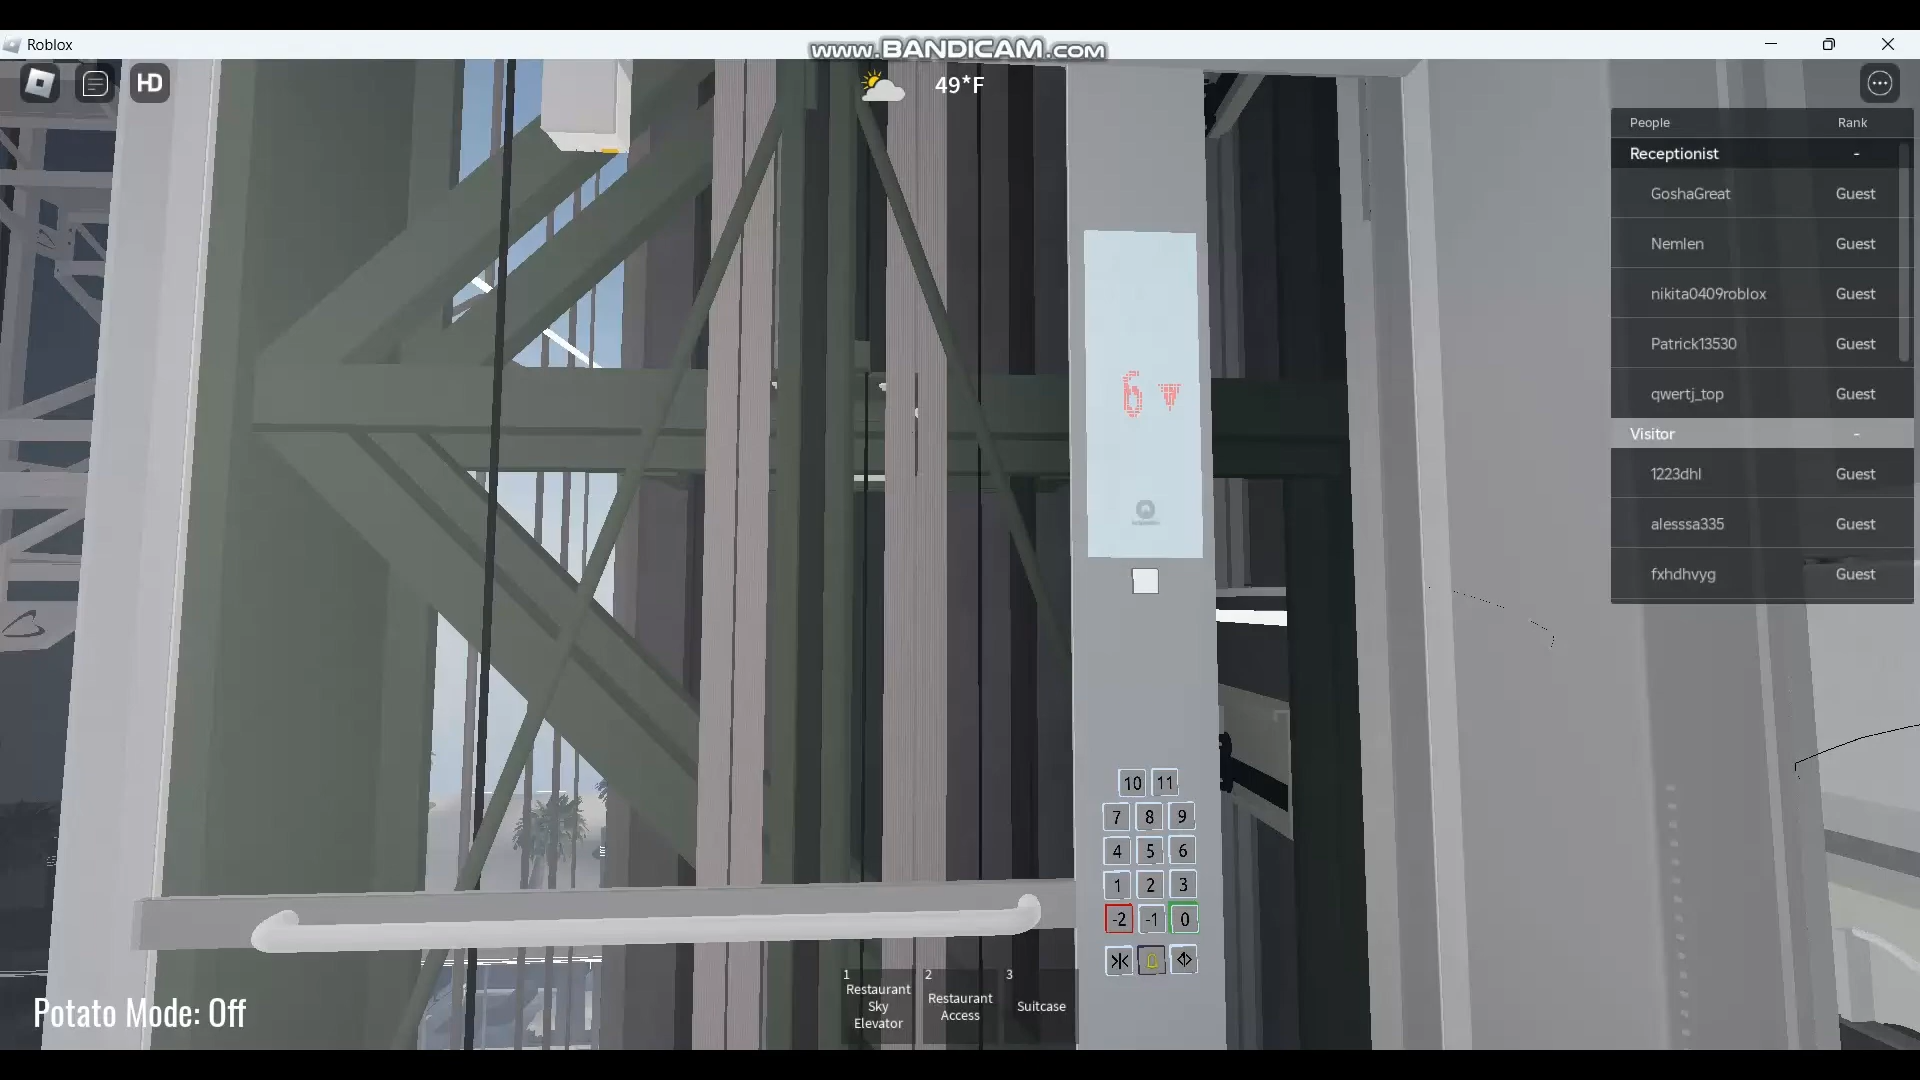 Roblox
www.BANDICAM.com
HD
49*F
People Rank
Receptionist -
GoshaGreat Guest
Nemlen Guest
nikita0409roblox Guest
Patrick13530 Guest
qwertj_top Guest
Visitor -
1223dhl Guest
alesssa335 Guest
fxhdhvyg Guest
6
10 11
7 8 9
4 5 6
1 2 3
-2 -1 0
1 2 3
Restaurant Sky Elevator
Restaurant Access
Suitcase
Potato Mode: Off